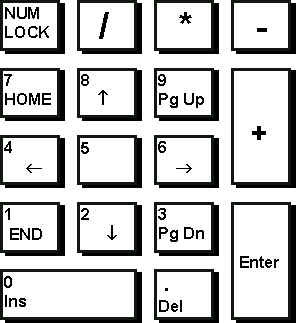 NUM
LOCK
/
*
-
7
HOME
8
↑
9
Pg Up
+
4
←
5
6
→
1
END
2
↓
3
Pg Dn
Enter
0
Ins
.
Del